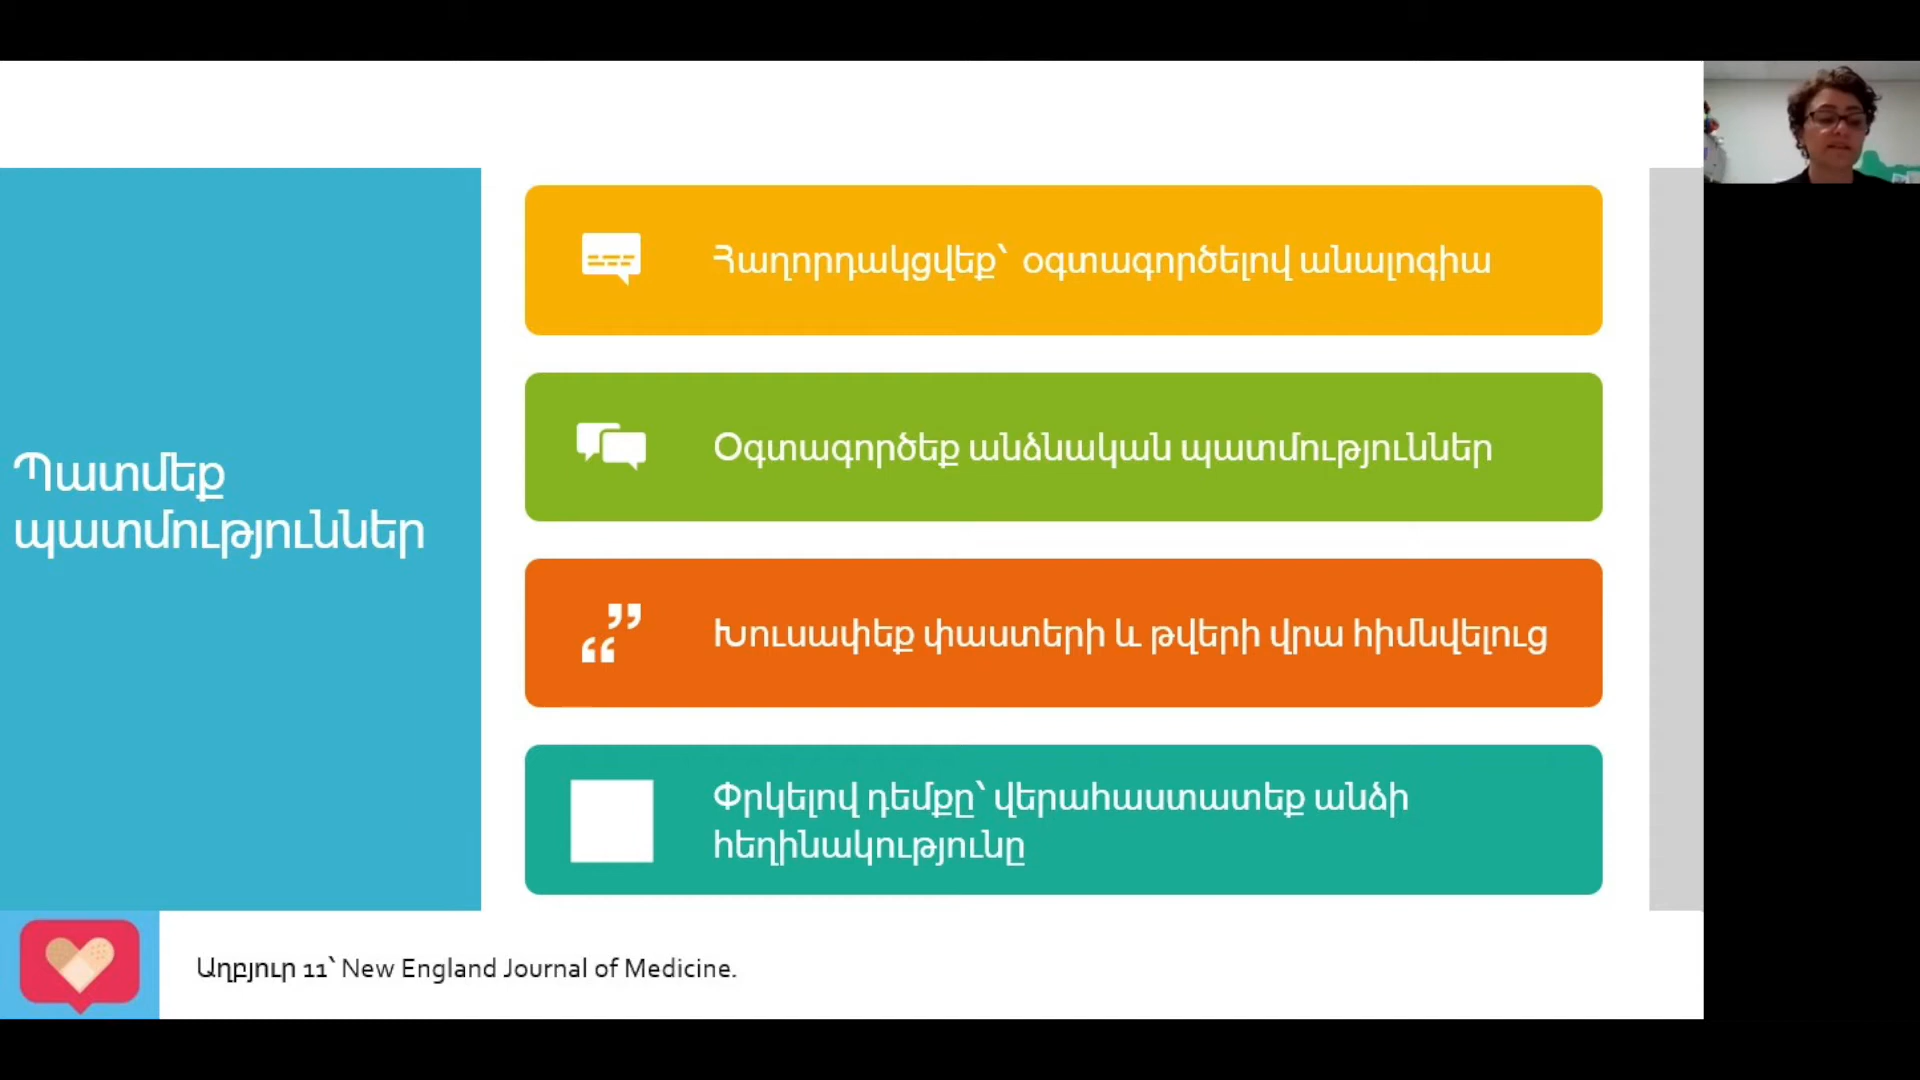 Պատմեք
պատմություններ
Հաղորդակցվեք՝ օգտագործելով անալոգիա
Օգտագործեք անձնական պատմություններ
Խուսափեք փաստերի և թվերի վրա հիմնվելուց
Փրկելով դեմքը՝ վերահաստատեք անձի
հեղինակությունը
Աղբյուր 11՝ New England Journal of Medicine.